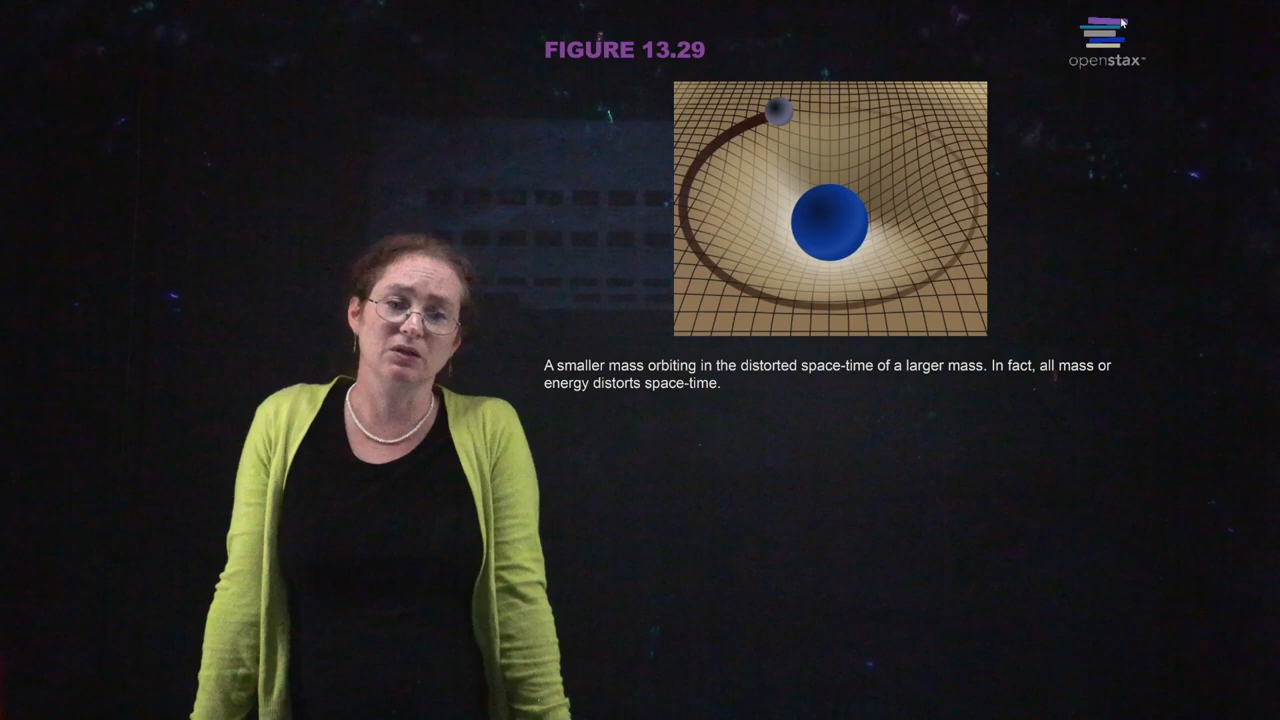 FIGURE 13.29
openstax™
A smaller mass orbiting in the distorted space-time of a larger mass. In fact, all mass or
energy distorts space-time.